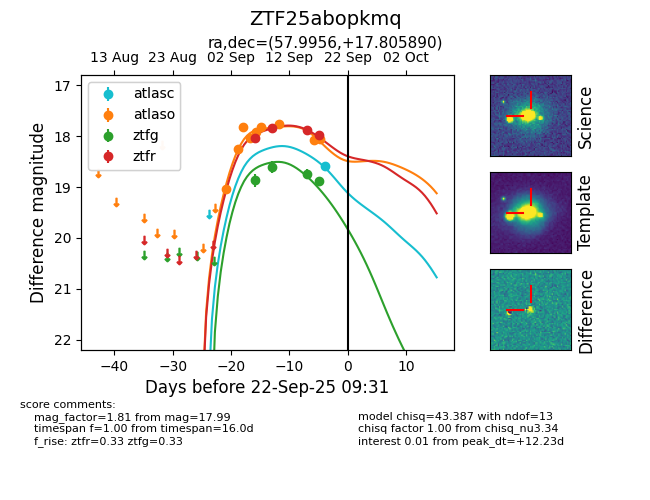 ZTF25abopkmq
ra,dec=(57.9956,+17.805890)
13 Aug 23 Aug 02 Sep 12 Sep 22 Sep 02 Oct
17
18
19
20
21
22
Difference magnitude
atlasc
atlaso
ztfg
ztfr
−40 −30 −20 −10 0 10
Days before 22-Sep-25 09:31
Science
Template
Difference
score comments:
mag_factor=1.81 from mag=17.99
timespan f=1.00 from timespan=16.0d
f_rise: ztfr=0.33 ztfg=0.33
model chisq=43.387 with ndof=13
chisq factor 1.00 from chisq_nu3.34
interest 0.01 from peak_dt=+12.23d